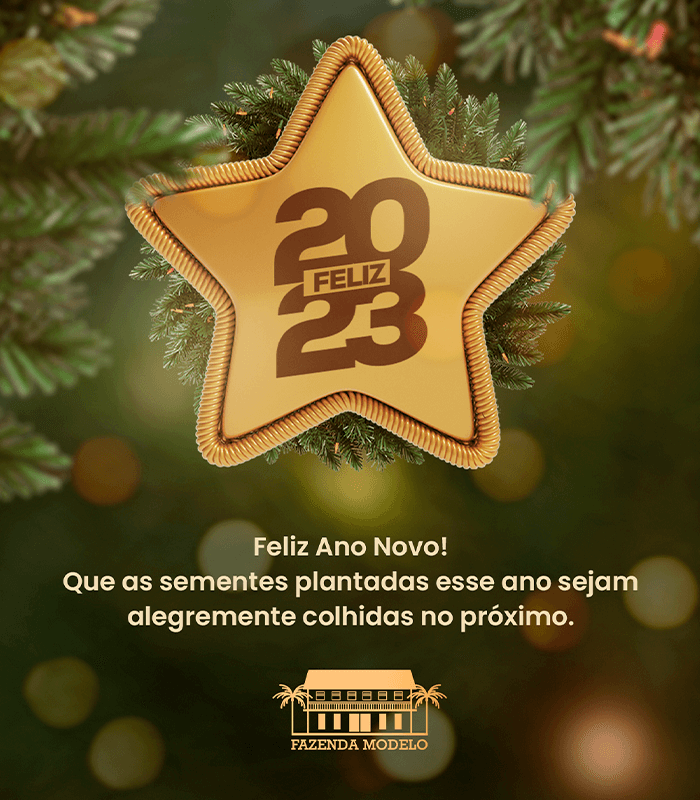 20
FELIZ
23
Feliz Ano Novo!
Que as sementes plantadas esse ano sejam
alegremente colhidas no próximo.
FAZENDA MODELO